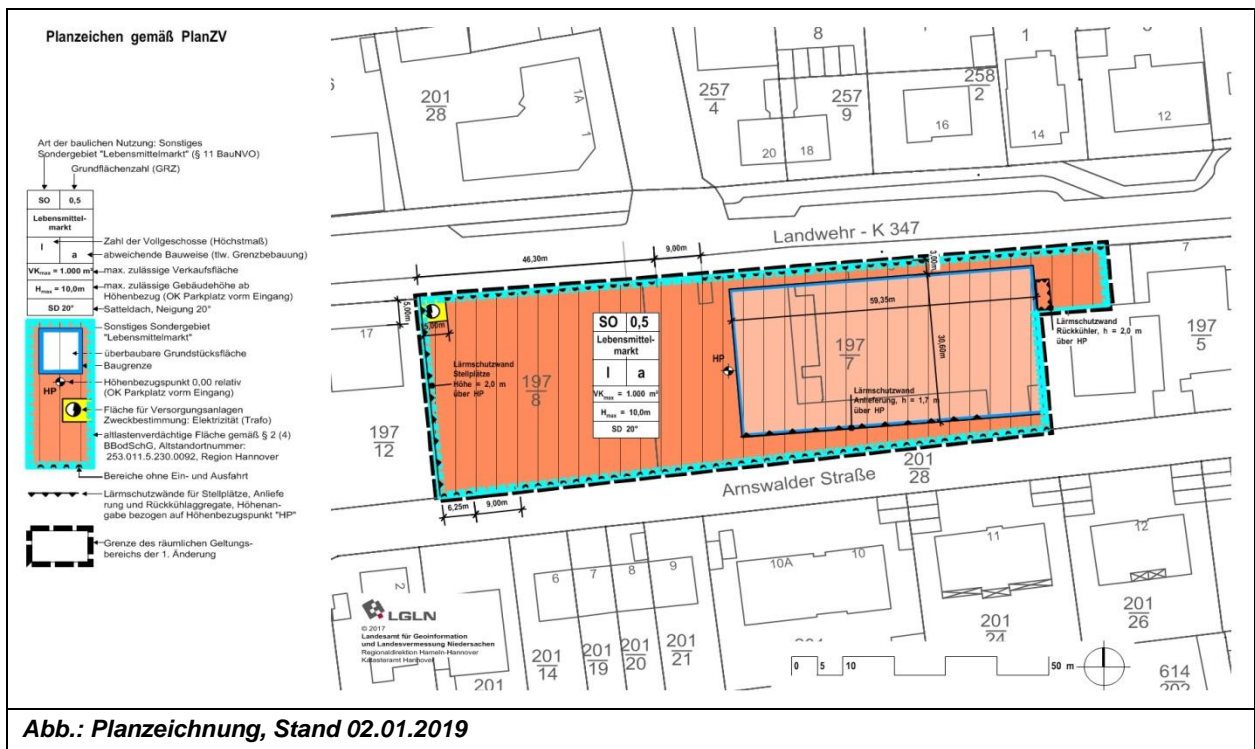 Planzeichen gemäß PlanZV
Art der baulichen Nutzung: Sonstiges
Sondergebiet "Lebensmittelmarkt" (§ 11 BauNVO)
Grundflächenzahl (GRZ)
SO 0,5
Lebensmittel-
markt
I
Zahl der Vollgeschosse (Höchstmaß)
a
abweichende Bauweise (tlw. Grenzbebauung)
VKmax = 1.000 m²
max. zulässige Verkaufsfläche
Hmax = 10,0m
max. zulässige Gebäudehöhe ab
Höhenbezug (OK Parkplatz vorm Eingang)
SD 20°
Satteldach, Neigung 20°
Sonstiges Sondergebiet
"Lebensmittelmarkt"
überbaubare Grundstücksfläche
Baugrenze
HP
Höhenbezugspunkt 0,00 relativ
(OK Parkplatz vorm Eingang)
Fläche für Versorgungsanlagen
Zweckbestimmung: Elektrizität (Trafo)
altlastenverdächtige Fläche gemäß § 2 (4)
BBodSchG, Altstandortnummer:
253.011.5.230.0092, Region Hannover
Bereiche ohne Ein- und Ausfahrt
Lärmschutzwände für Stellplätze, Anliefe
rung und Rückkühlaggregate, Höhenan-
gabe bezogen auf Höhenbezugspunkt "HP"
Grenze des räumlichen Geltungs-
bereichs der 1. Änderung
201
28
1A
1
257
4
8
257
9
258
2
1
20
18
16
14
12
Landwehr - K 347
46,30m
9,00m
3,00m
7
17
5,00m
5,00m
59,35m
30,60m
Lärmschutzwand
Rückkühler, h = 2,0 m
über HP
197
5
SO 0,5
Lebensmittel-
markt
I a
VKmax = 1.000 m²
Hmax = 10,0m
SD 20°
HP
197
7
Lärmschutzwand
Stellplätze
Höhe = 2,0 m
über HP
197
8
Lärmschutzwand
Anlieferung, h = 1,7 m
über HP
197
12
Arnswalder Straße
201
28
6,25m
9,00m
2
6
7
8
9
10A
10
11
12
LGLN
© 2017
Landesamt für Geoinformation
und Landesvermessung Niedersachen
Regionaldirektion Hameln-Hannover
Katasteramt Hannover
201
201
14
201
19
201
20
201
21
201
24
201
26
614
0 5 10 50 m
Abb.: Planzeichnung, Stand 02.01.2019